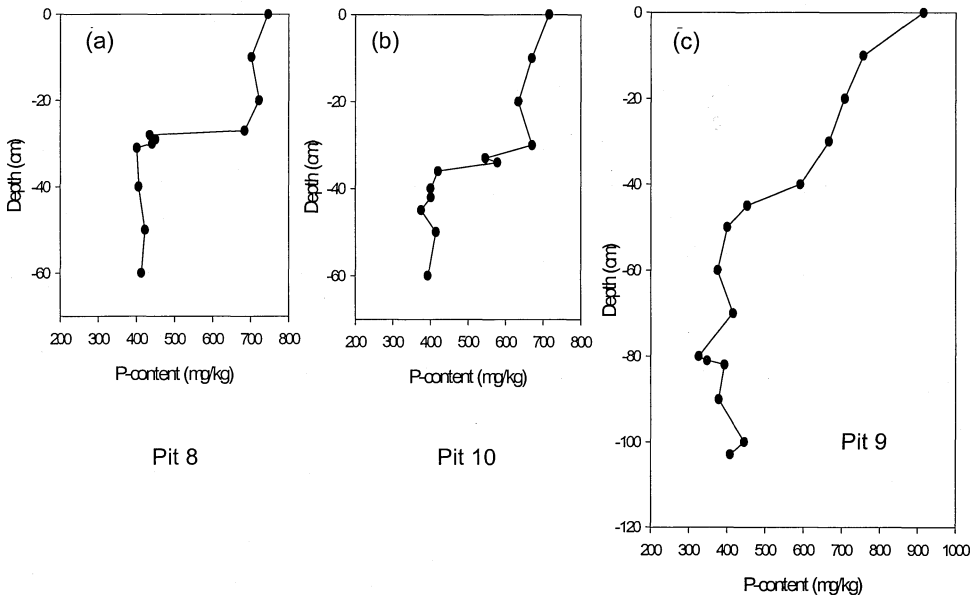 (a)
0
-20
-40
-60
Depth (cm)
200 300 400 500 600 700 800
P-content (mg/kg)
Pit 8
(b)
0
-20
-40
-60
Depth (cm)
200 300 400 500 600 700 800
P-content (mg/kg)
Pit 10
(c)
0
-20
-40
-60
-80
-100
-120
Depth (cm)
Pit 9
200 300 400 500 600 700 800 900 1000
P-content (mg/kg)